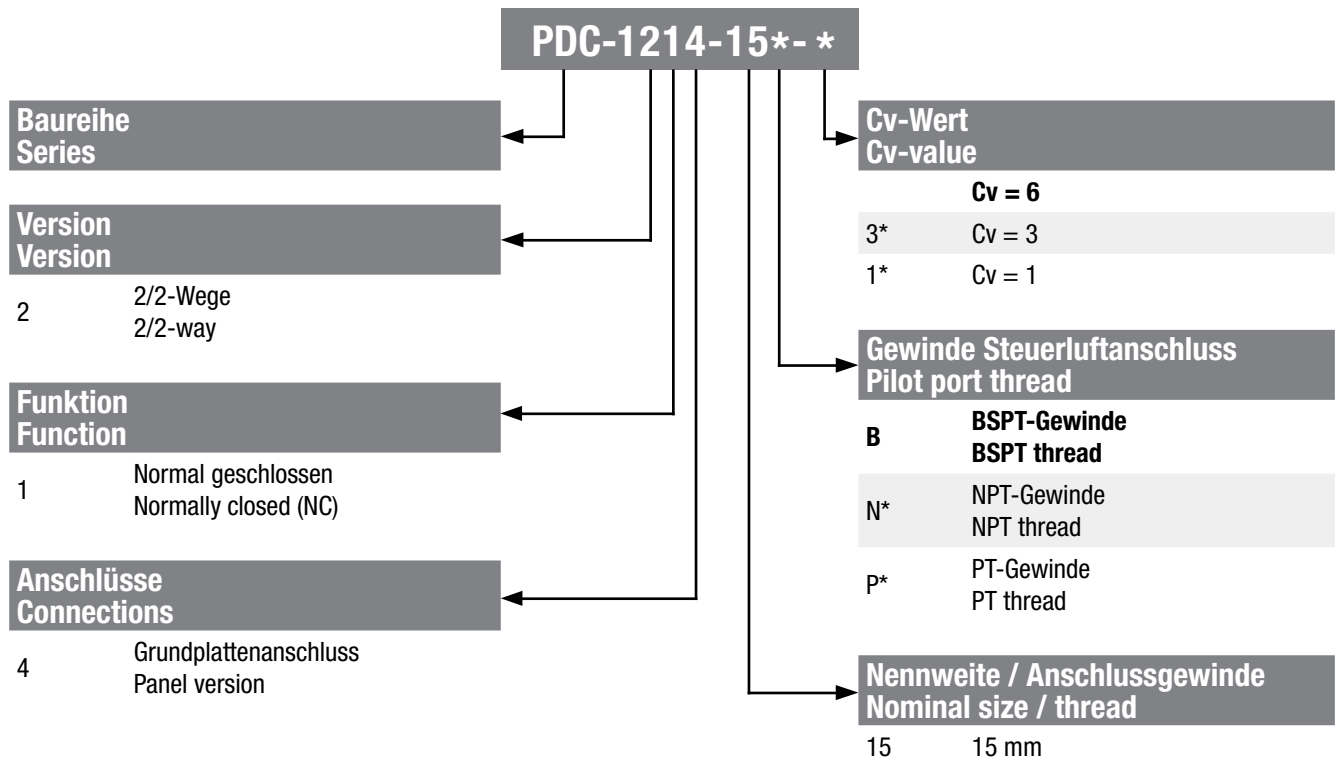 PDC-1214-15*- *
Baureihe
Series
Version
Version
2
2/2-Wege
2/2-way
Funktion
Function
1
Normal geschlossen
Normally closed (NC)
Anschlüsse
Connections
4
Grundplattenanschluss
Panel version
Cv-Wert
Cv-value
Cv = 6
3* Cv = 3
1* Cv = 1
Gewinde Steuerluftanschluss
Pilot port thread
B
BSPT-Gewinde
BSPT thread
N*
NPT-Gewinde
NPT thread
P*
PT-Gewinde
PT thread
Nennweite / Anschlussgewinde
Nominal size / thread
15 15 mm